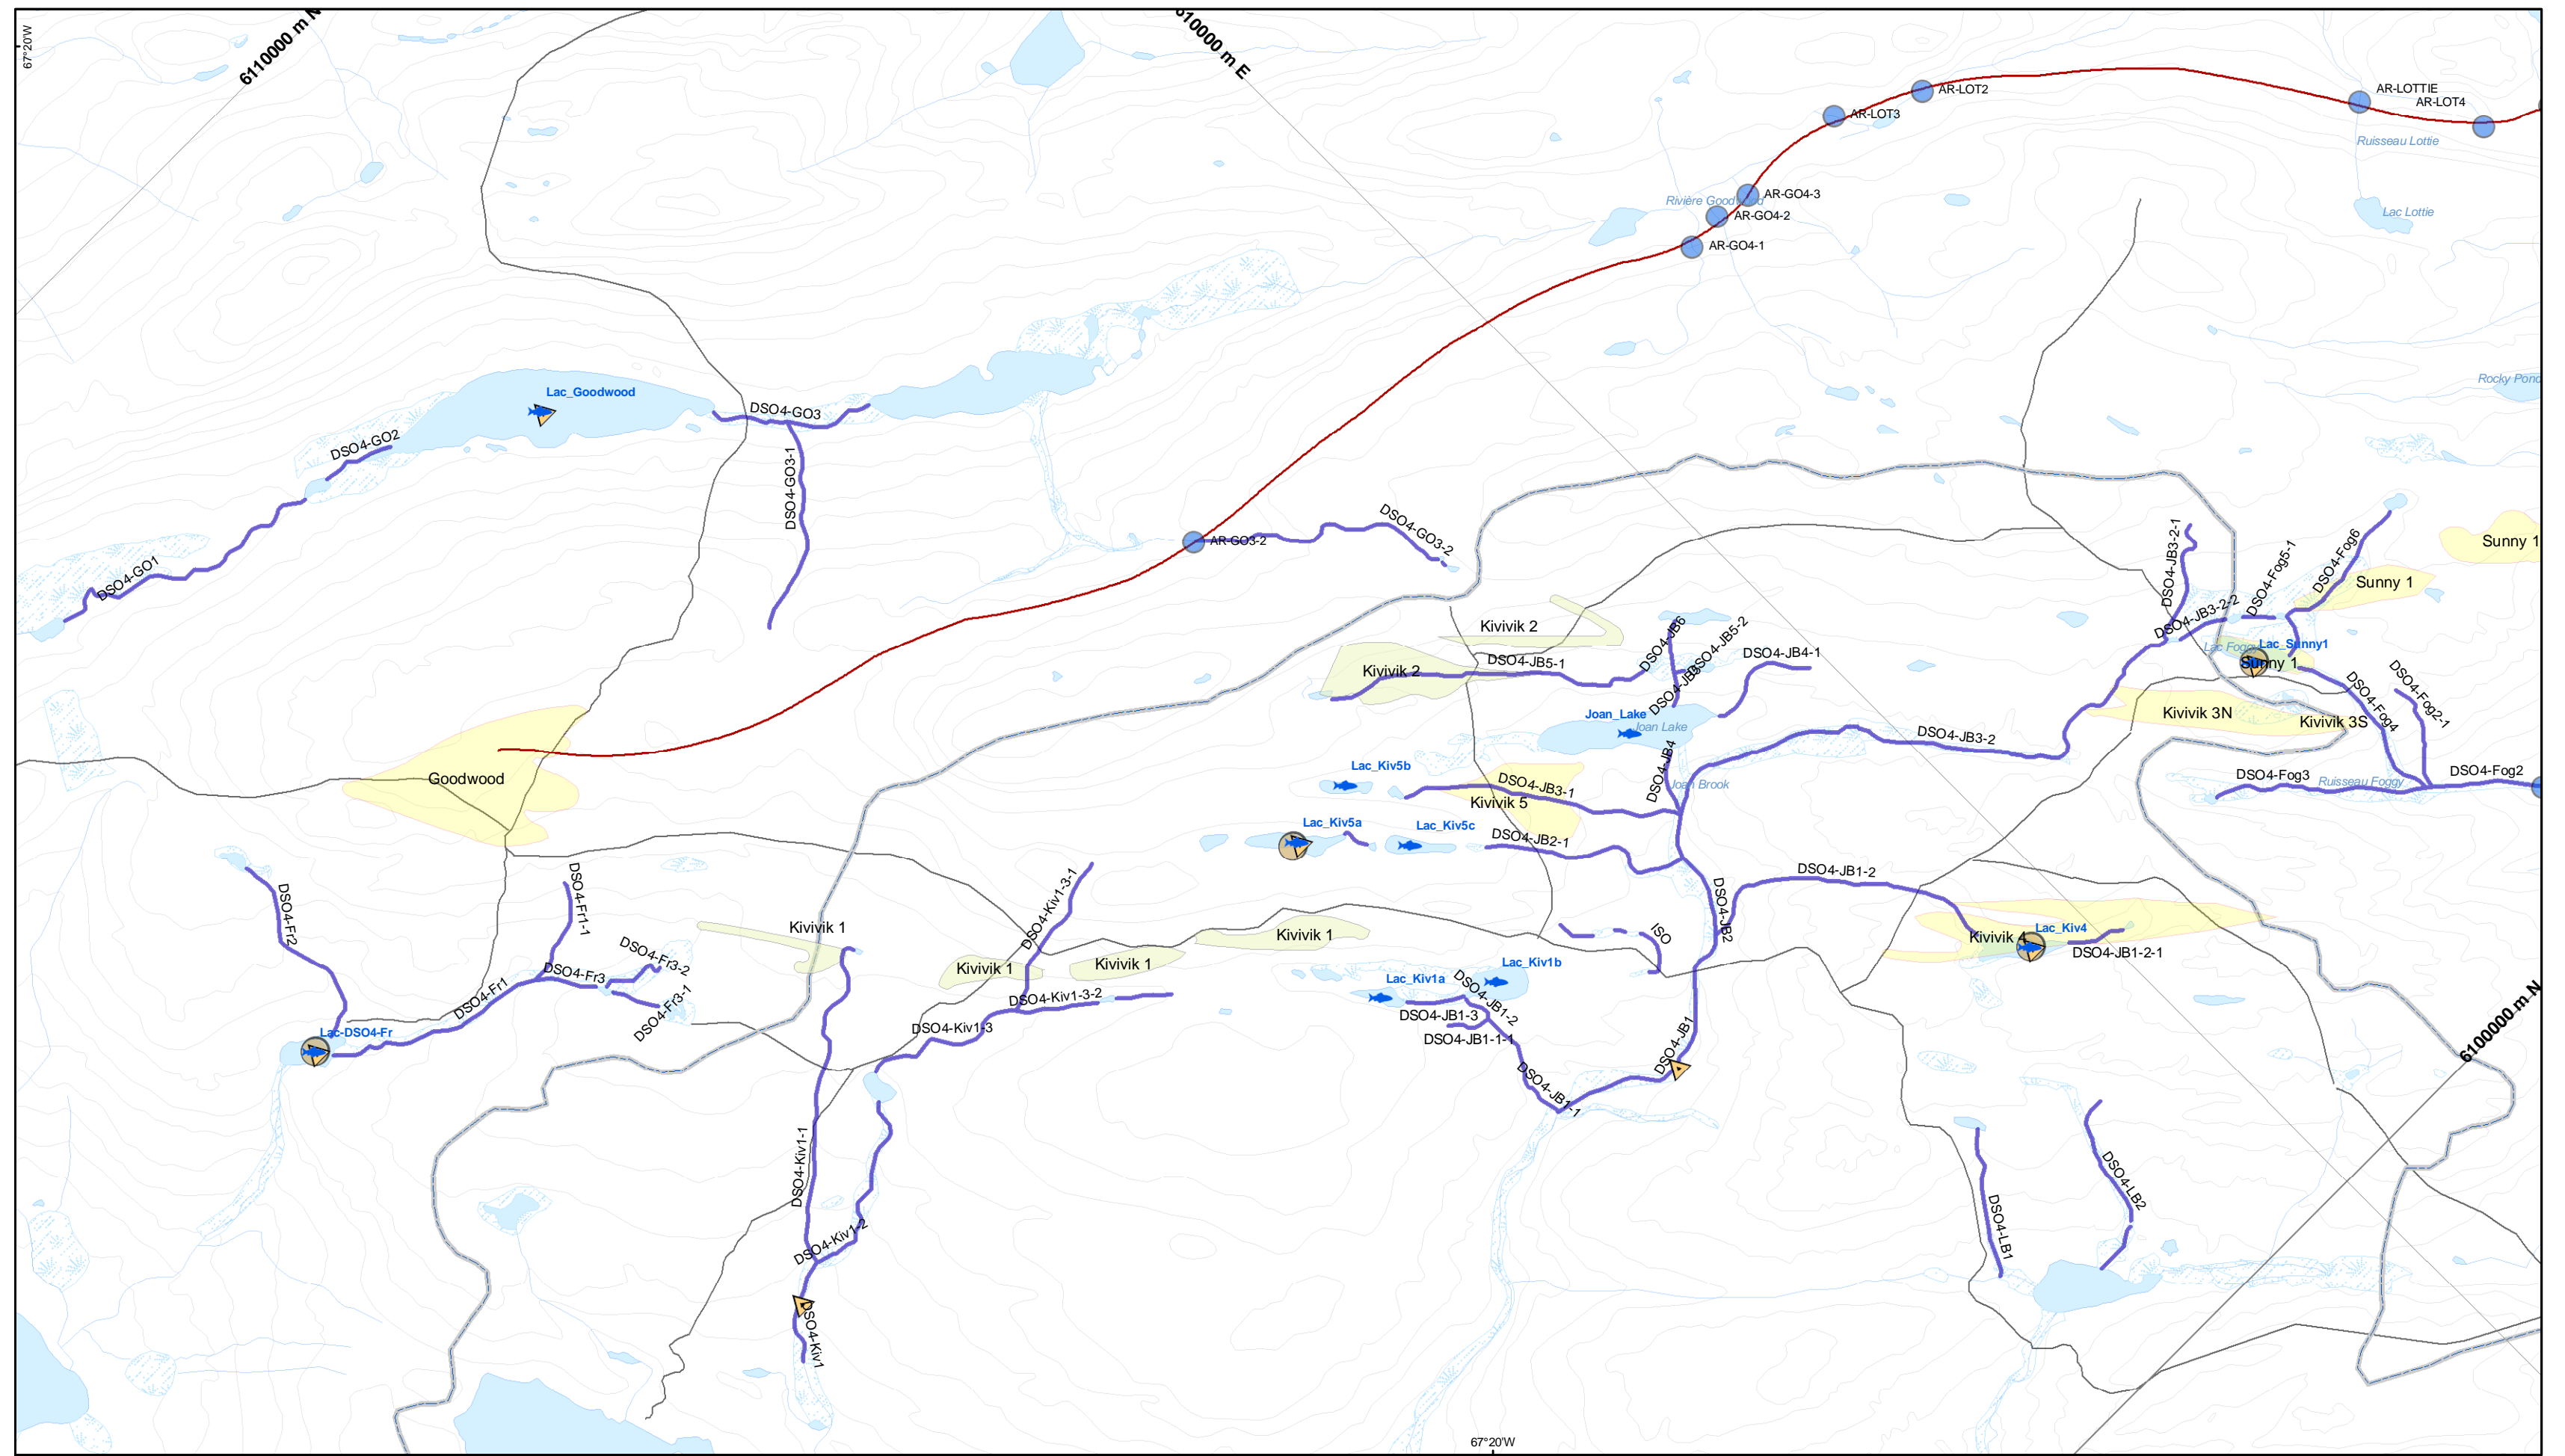 67°20'W
6110000 m N
610000 m E
AR-LOTTIE
AR-LOT2
AR-LOT4
AR-LOT3
Ruisseau Lottie
AR-GO4-3
Rivière Goodwood
AR-GO4-2
Lac Lottie
AR-GO4-1
Rocky Pond
Lac_Goodwood
DSO4-GO3
DSO4-GO2
DSO4-GO3-1
DSO4-GO3-2
AR-GO3-2
DSO4-GO1
Sunny 1
DSO4-JB3-2-1
DSO4-Fog5-1
DSO4-Fog6
Sunny 1
DSO4-JB3-2-2
Kivivik 2
DSO4-JB6
DSO4-JB5-2
DSO4-JB4-1
Lac Foggy
Lac_Sunny1
Sunny 1
Kivivik 2
DSO4-JB5-1
DSO4-JB5
DSO4-Fog4
DSO4-Fog2-1
Joan_Lake
Joan Lake
Kivivik 3N
Kivivik 3S
DSO4-JB3-2
Goodwood
Lac_Kiv5b
DSO4-JB3-1
DSO4-JB4
Joan Brook
DSO4-Fog3
Ruisseau Foggy
DSO4-Fog2
Kivivik 5
Lac_Kiv5a
Lac_Kiv5c
DSO4-JB2-1
DSO4-JB1-2
DSO4-Fr2
DSO4-Fr1-1
DSO4-Kiv1-3-1
DSO4-JB2
Kivivik 1
Kivivik 1
ISO
Kivivik 4
Lac_Kiv4
DSO4-JB1-2-1
DSO4-Fr3-2
DSO4-Fr3
Kivivik 1
Kivivik 1
Lac_Kiv1b
Lac_Kiv1a
DSO4-JB1-2
DSO4-Fr1
DSO4-Fr3-1
DSO4-Kiv1-3-2
DSO4-JB1-3
Lac-DSO4-Fr
DSO4-Kiv1-3
DSO4-JB1-1-1
DSO4-JB1
6100000 m N
DSO4-JB1-1
DSO4-Kiv1-1
DSO4-LB2
DSO4-LB1
DSO4-Kiv1-2
DSO4-Kiv1
67°20'W